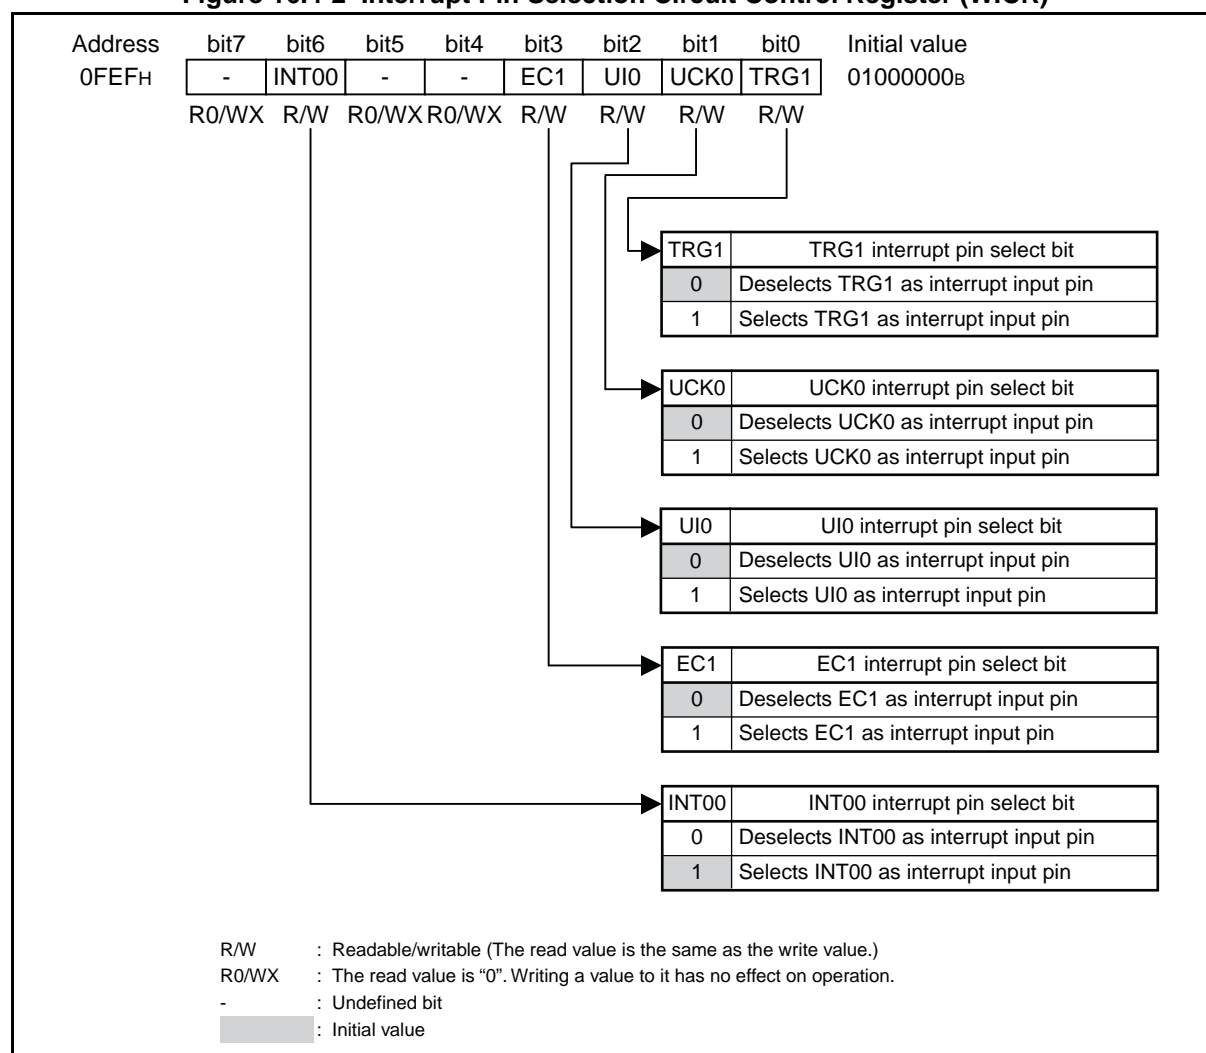 Figure 16.4-2 Interrupt Pin Selection Circuit Control Register (WICR)
Address bit7 bit6 bit5 bit4 bit3 bit2 bit1 bit0 Initial value
0FEFH - INT00 - - EC1 UI0 UCK0 TRG1 01000000B
R0/WX R/W R0/WX R0/WX R/W R/W R/W R/W
TRG1 TRG1 interrupt pin select bit
0 Deselects TRG1 as interrupt input pin
1 Selects TRG1 as interrupt input pin
UCK0 UCK0 interrupt pin select bit
0 Deselects UCK0 as interrupt input pin
1 Selects UCK0 as interrupt input pin
UI0 UI0 interrupt pin select bit
0 Deselects UI0 as interrupt input pin
1 Selects UI0 as interrupt input pin
EC1 EC1 interrupt pin select bit
0 Deselects EC1 as interrupt input pin
1 Selects EC1 as interrupt input pin
INT00 INT00 interrupt pin select bit
0 Deselects INT00 as interrupt input pin
1 Selects INT00 as interrupt input pin
R/W : Readable/writable (The read value is the same as the write value.)
R0/WX : The read value is “0”. Writing a value to it has no effect on operation.
- : Undefined bit
: Initial value